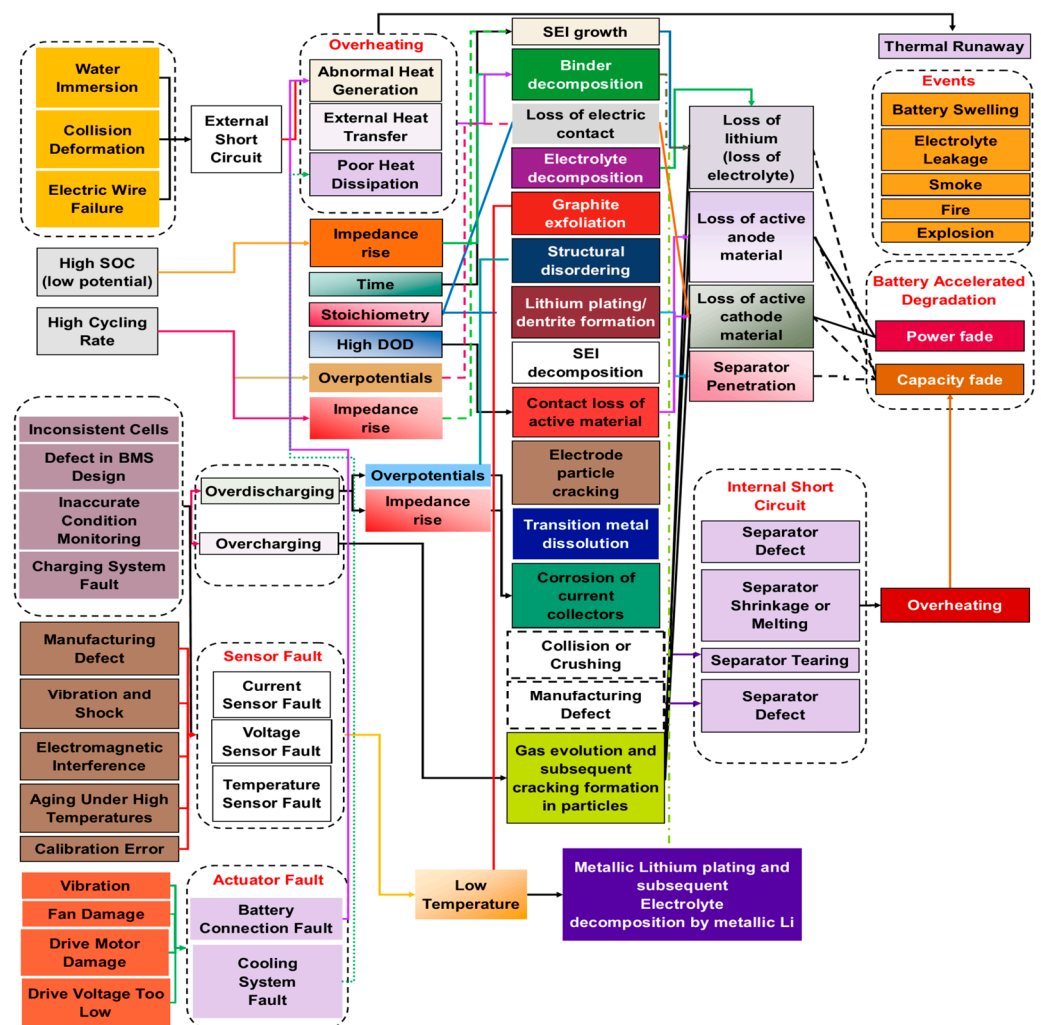 Water
Immersion
Collision
Deformation
Electric Wire
Failure
External
Short
Circuit
Overheating
Abnormal Heat
Generation
External Heat
Transfer
Poor Heat
Dissipation
High SOC
(low potential)
High Cycling
Rate
Impedance
rise
Time
Stoichiometry
High DOD
Overpotentials
Impedance
rise
SEI growth
Binder
decomposition
Loss of electric
contact
Electrolyte
decomposition
Graphite
exfoliation
Structural
disordering
Lithium plating/
dentrite formation
SEI
decomposition
Contact loss of
active material
Electrode
particle
cracking
Transition metal
dissolution
Corrosion of
current
collectors
Collision or
Crushing
Manufacturing
Defect
Gas evolution and
subsequent
cracking formation
in particles
Loss of
lithium
(loss of
electrolyte)
Loss of active
anode
material
Loss of active
cathode
material
Separator
Penetration
Thermal Runaway
Events
Battery Swelling
Electrolyte
Leakage
Smoke
Fire
Explosion
Battery Accelerated
Degradation
Power fade
Capacity fade
Inconsistent Cells
Defect in BMS
Design
Inaccurate
Condition
Monitoring
Charging System
Fault
Overdischarging
Overcharging
Overpotentials
Impedance
rise
Internal Short
Circuit
Separator
Defect
Separator
Shrinkage or
Melting
Separator Tearing
Separator
Defect
Overheating
Manufacturing
Defect
Vibration and
Shock
Electromagnetic
Interference
Aging Under High
Temperatures
Calibration Error
Sensor Fault
Current
Sensor Fault
Voltage
Sensor Fault
Temperature
Sensor Fault
Vibration
Fan Damage
Drive Motor
Damage
Drive Voltage Too
Low
Actuator Fault
Battery
Connection Fault
Cooling
System
Fault
Low
Temperature
Metallic Lithium plating and
subsequent
Electrolyte
decomposition by metallic Li